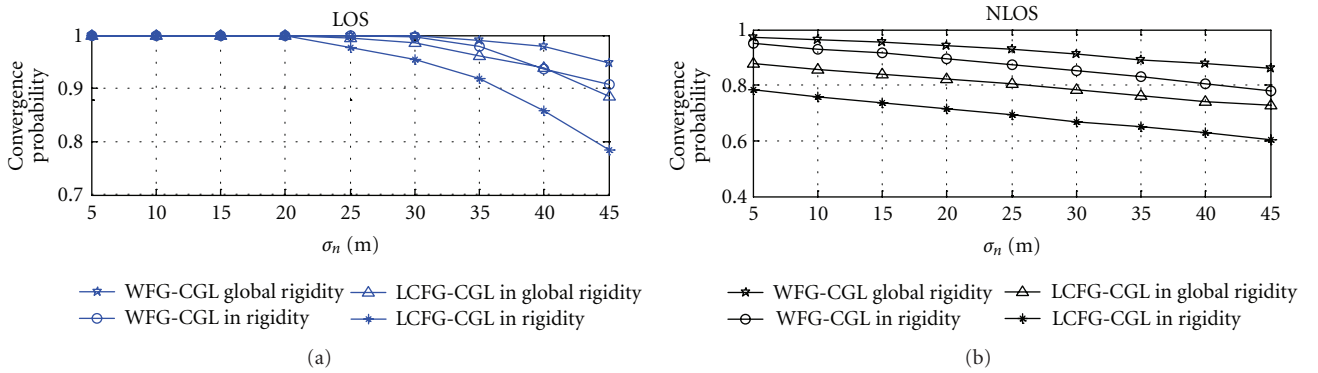 LOS
Convergence
probability
1
0.9
0.8
0.7
5 10 15 20 25 30 35 40 45
σn (m)
WFG-CGL global rigidity
WFG-CGL in rigidity
LCFG-CGL in global rigidity
LCFG-CGL in rigidity
(a)
NLOS
Convergence
probability
1
0.8
0.6
0.4
5 10 15 20 25 30 35 40 45
σn (m)
WFG-CGL global rigidity
WFG-CGL in rigidity
LCFG-CGL in global rigidity
LCFG-CGL in rigidity
(b)